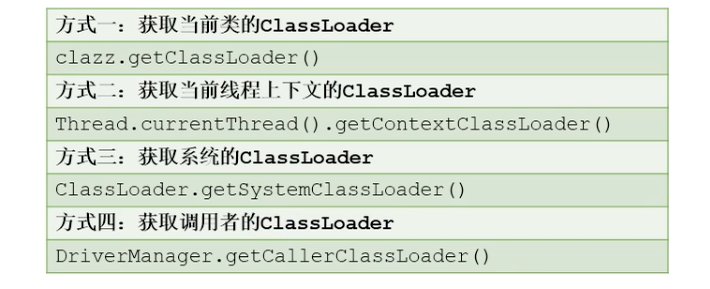 方式一：获取当前类的ClassLoader
clazz.getClassLoader()
方式二：获取当前线程上下文的ClassLoader
Thread.currentThread().getContextClassLoader()
方式三：获取系统的ClassLoader
ClassLoader.getSystemClassLoader()
方式四：获取调用者的ClassLoader
DriverManager.getCallerClassLoader()